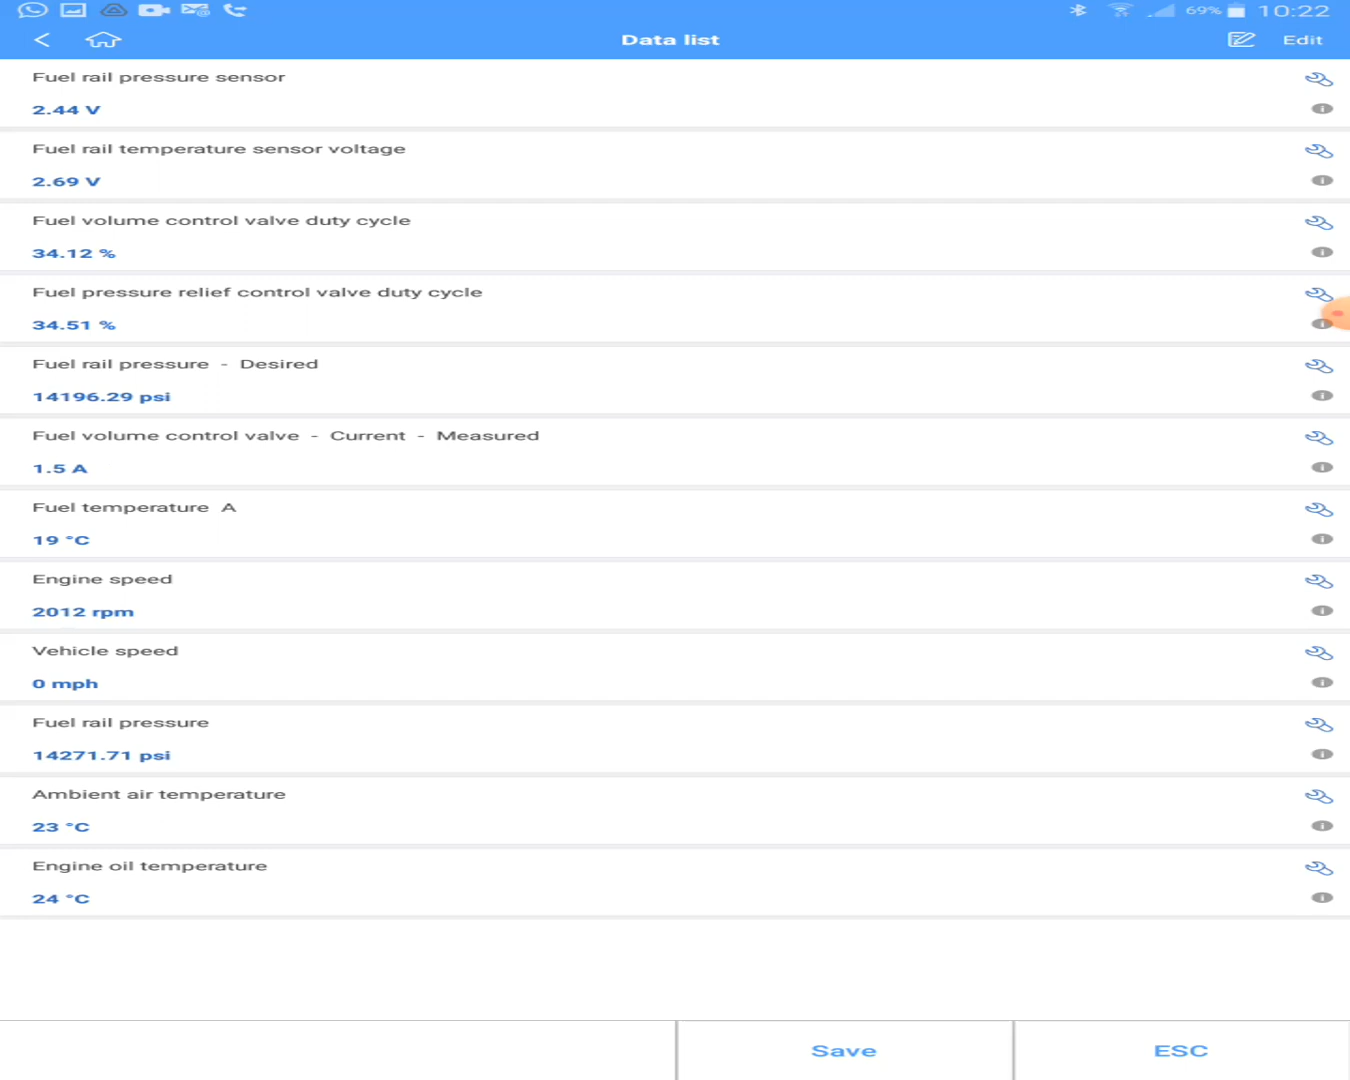 69% 10:22
Data list Edit
Fuel rail pressure sensor
2.44 V
Fuel rail temperature sensor voltage
2.69 V
Fuel volume control valve duty cycle
34.12 %
Fuel pressure relief control valve duty cycle
34.51 %
Fuel rail pressure - Desired
14196.29 psi
Fuel volume control valve - Current - Measured
1.5 A
Fuel temperature A
19 °C
Engine speed
2012 rpm
Vehicle speed
0 mph
Fuel rail pressure
14271.71 psi
Ambient air temperature
23 °C
Engine oil temperature
24 °C
Save ESC